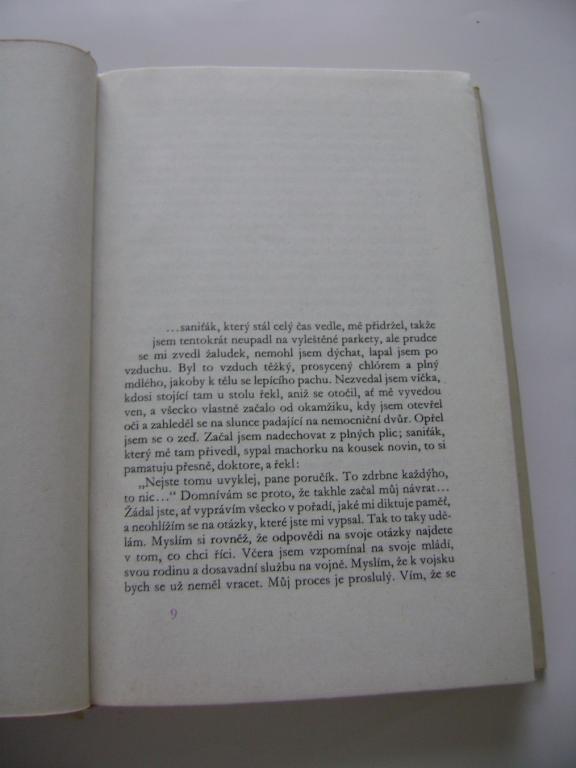 ...saniťák, který stál celý čas vedle, mě přidržel, takže
jsem tentokrát neupadl na vyleštěné parkety, ale prudce
se mi zvedl žaludek, nemohl jsem dýchat, lapal jsem po
vzduchu. Byl to vzduch těžký, prosycený chlórem a plný
mdlého, jakoby k tělu se lepícího pachu. Nezvedal jsem víčka,
kdosi stojící tam u stolu řekl, aniž se otočil, ať mě vyvedou
ven, a všecko vlastně začalo od okamžiku, kdy jsem otevřel
oči a zahleděl se na slunce padající na nemocniční dvůr. Opřel
jsem se o zeď. Začal jsem nadechovat z plných plic; saniťák,
který mě tam přivedl, sypal machorku na kousek novin, to si
pamatuju přesně, doktore, a řekl:
„Nejste tomu uvyklej, pane poručík. To zdrbne každýho,
to nic...“ Domnívám se proto, že takhle začal můj návrat...
Žádal jste, ať vyprávím všecko v pořadí, jaké mi diktuje paměť,
a neohlížím se na otázky, které jste mi vypsal. Tak to taky udě-
lám. Myslím si rovněž, že odpovědi na svoje otázky najdete
v tom, co chci říci. Včera jsem vzpomínal na svoje mládí,
svou rodinu a dosavadní službu na vojně. Myslím, že k vojsku
bych se už neměl vracet. Můj proces je proslulý. Vím, že se
9